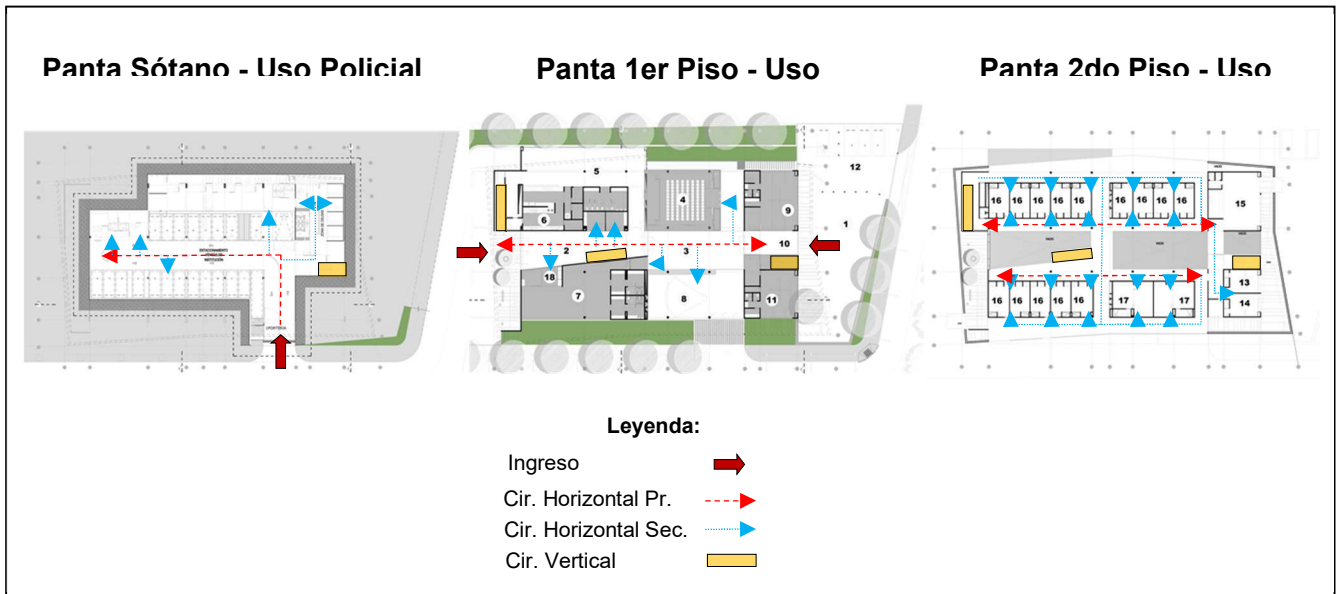 Panta Sótano - Uso Policial
Panta 1er Piso - Uso
Panta 2do Piso - Uso
ESTACIONAMIENTO
INSTITUCIÓN
5
4
6
12
9
1
2
3
10
18
7
8
11
16 16 16 16
16 16 16 16
15
13
14
16 16 16 16
17
17
Leyenda:
Ingreso
Cir. Horizontal Pr.
Cir. Horizontal Sec.
Cir. Vertical